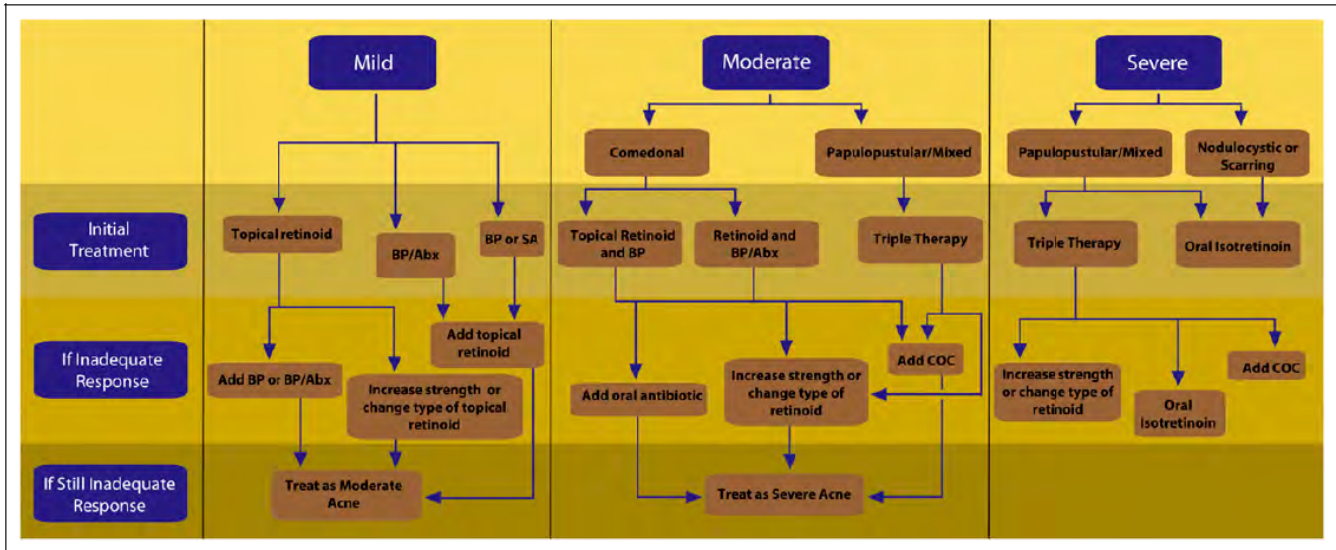 Mild
Moderate
Severe
Comedonal
Papulopustular/Mixed
Papulopustular/Mixed
Nodulocystic or
Scarring
Initial
Treatment
Topical retinoid
BP/Abx
BP or SA
Topical Retinoid
and BP
Retinoid and
BP/Abx
Triple Therapy
Triple Therapy
Oral Isotretinoin
If Inadequate
Response
Add BP or BP/Abx
Increase strength or
change type of topical
retinoid
Add topical
retinoid
Add oral antibiotic
Increase strength or
change type of
retinoid
Add COC
Increase strength
or change type of
retinoid
Oral
Isotretinoin
Add COC
If Still Inadequate
Response
Treat as Moderate
Acne
Treat as Severe Acne